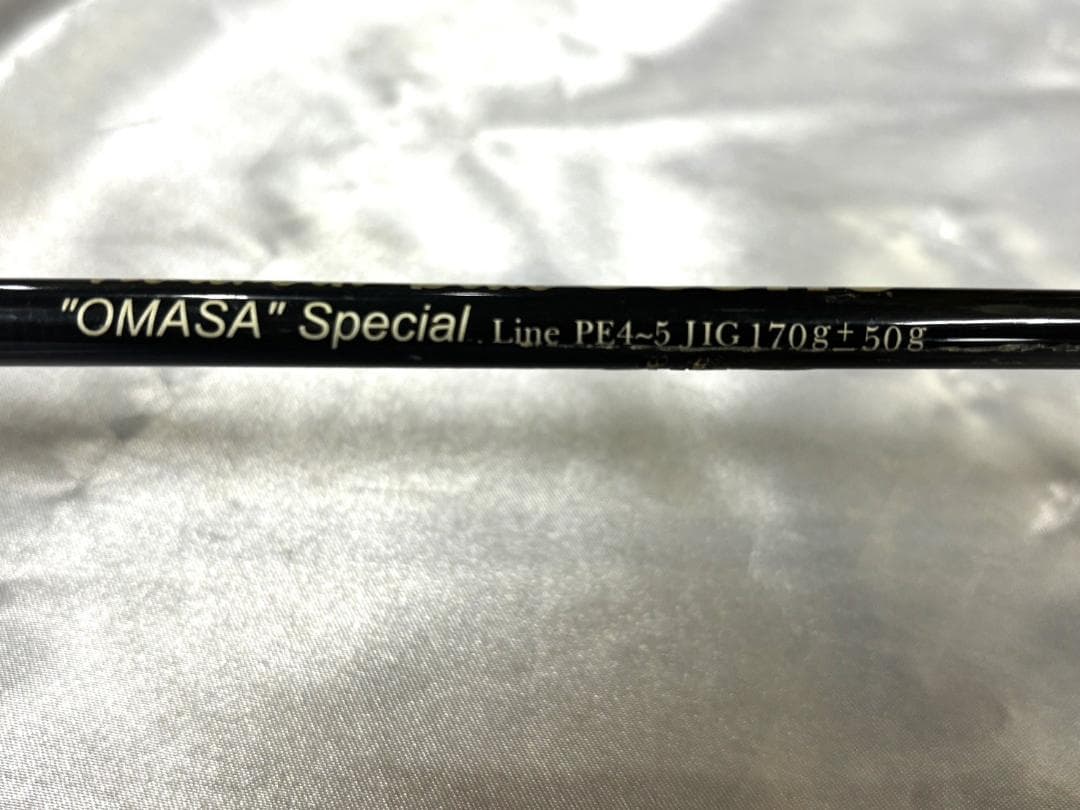 "OMASA" Special . Line PE4~5 JIG 170g±50g